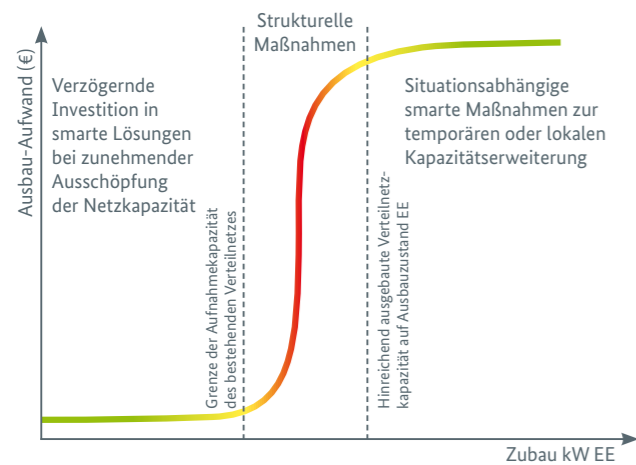 Strukturelle
Maßnahmen
Ausbau-Aufwand (€)
Verzögernde
Investition in
smarte Lösungen
bei zunehmender
Ausschöpfung
der Netzkapazität
Situationsabhängige
smarte Maßnahmen zur
temporären oder lokalen
Kapazitätserweiterung
Grenze der Aufnahmekapazität
des bestehenden Verteilnetzes
Hinreichend ausgebaute Verteilnetz-
kapazität auf Ausbauzustand EE
Zubau kW EE